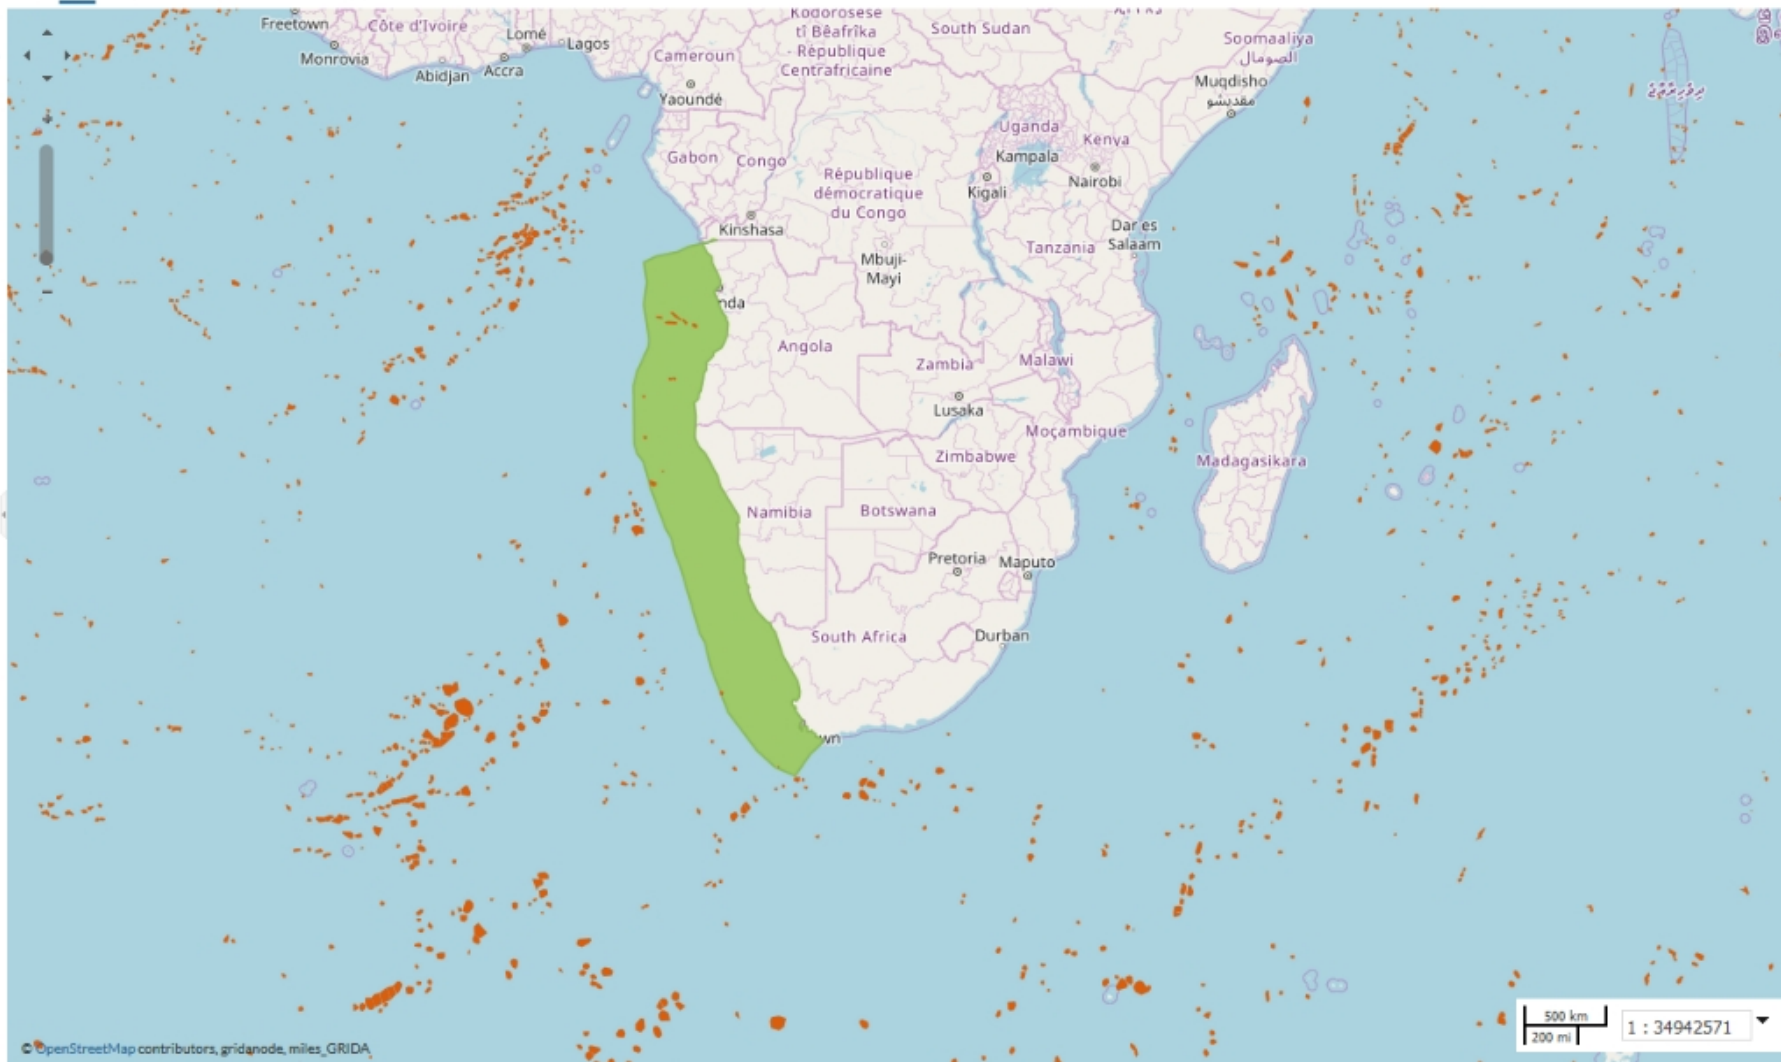 Freetown
Côte d'Ivoire
Lomé
Lagos
Monrovia
Abidjan
Accra
Cameroun
Yaoundé
Ködörösêse
tî Bêafrîka
- République
Centrafricaine
South Sudan
Soomaaliya
الصومال
Muqdisho
مقديشو
ދިވެހިރާއްޖެ
Uganda
Kenya
Kampala
Nairobi
Kigali
Gabon
Congo
République
démocratique
du Congo
Kinshasa
Dar es
Salaam
Tanzania
Mbuji-
Mayi
nda
Angola
Zambia
Malawi
Lusaka
Moçambique
Zimbabwe
Madagasikara
Namibia
Botswana
Pretoria
Maputo
South Africa
Durban
wn
500 km
200 mi
1 : 34942571
© OpenStreetMap contributors, gridanode, miles_GRIDA